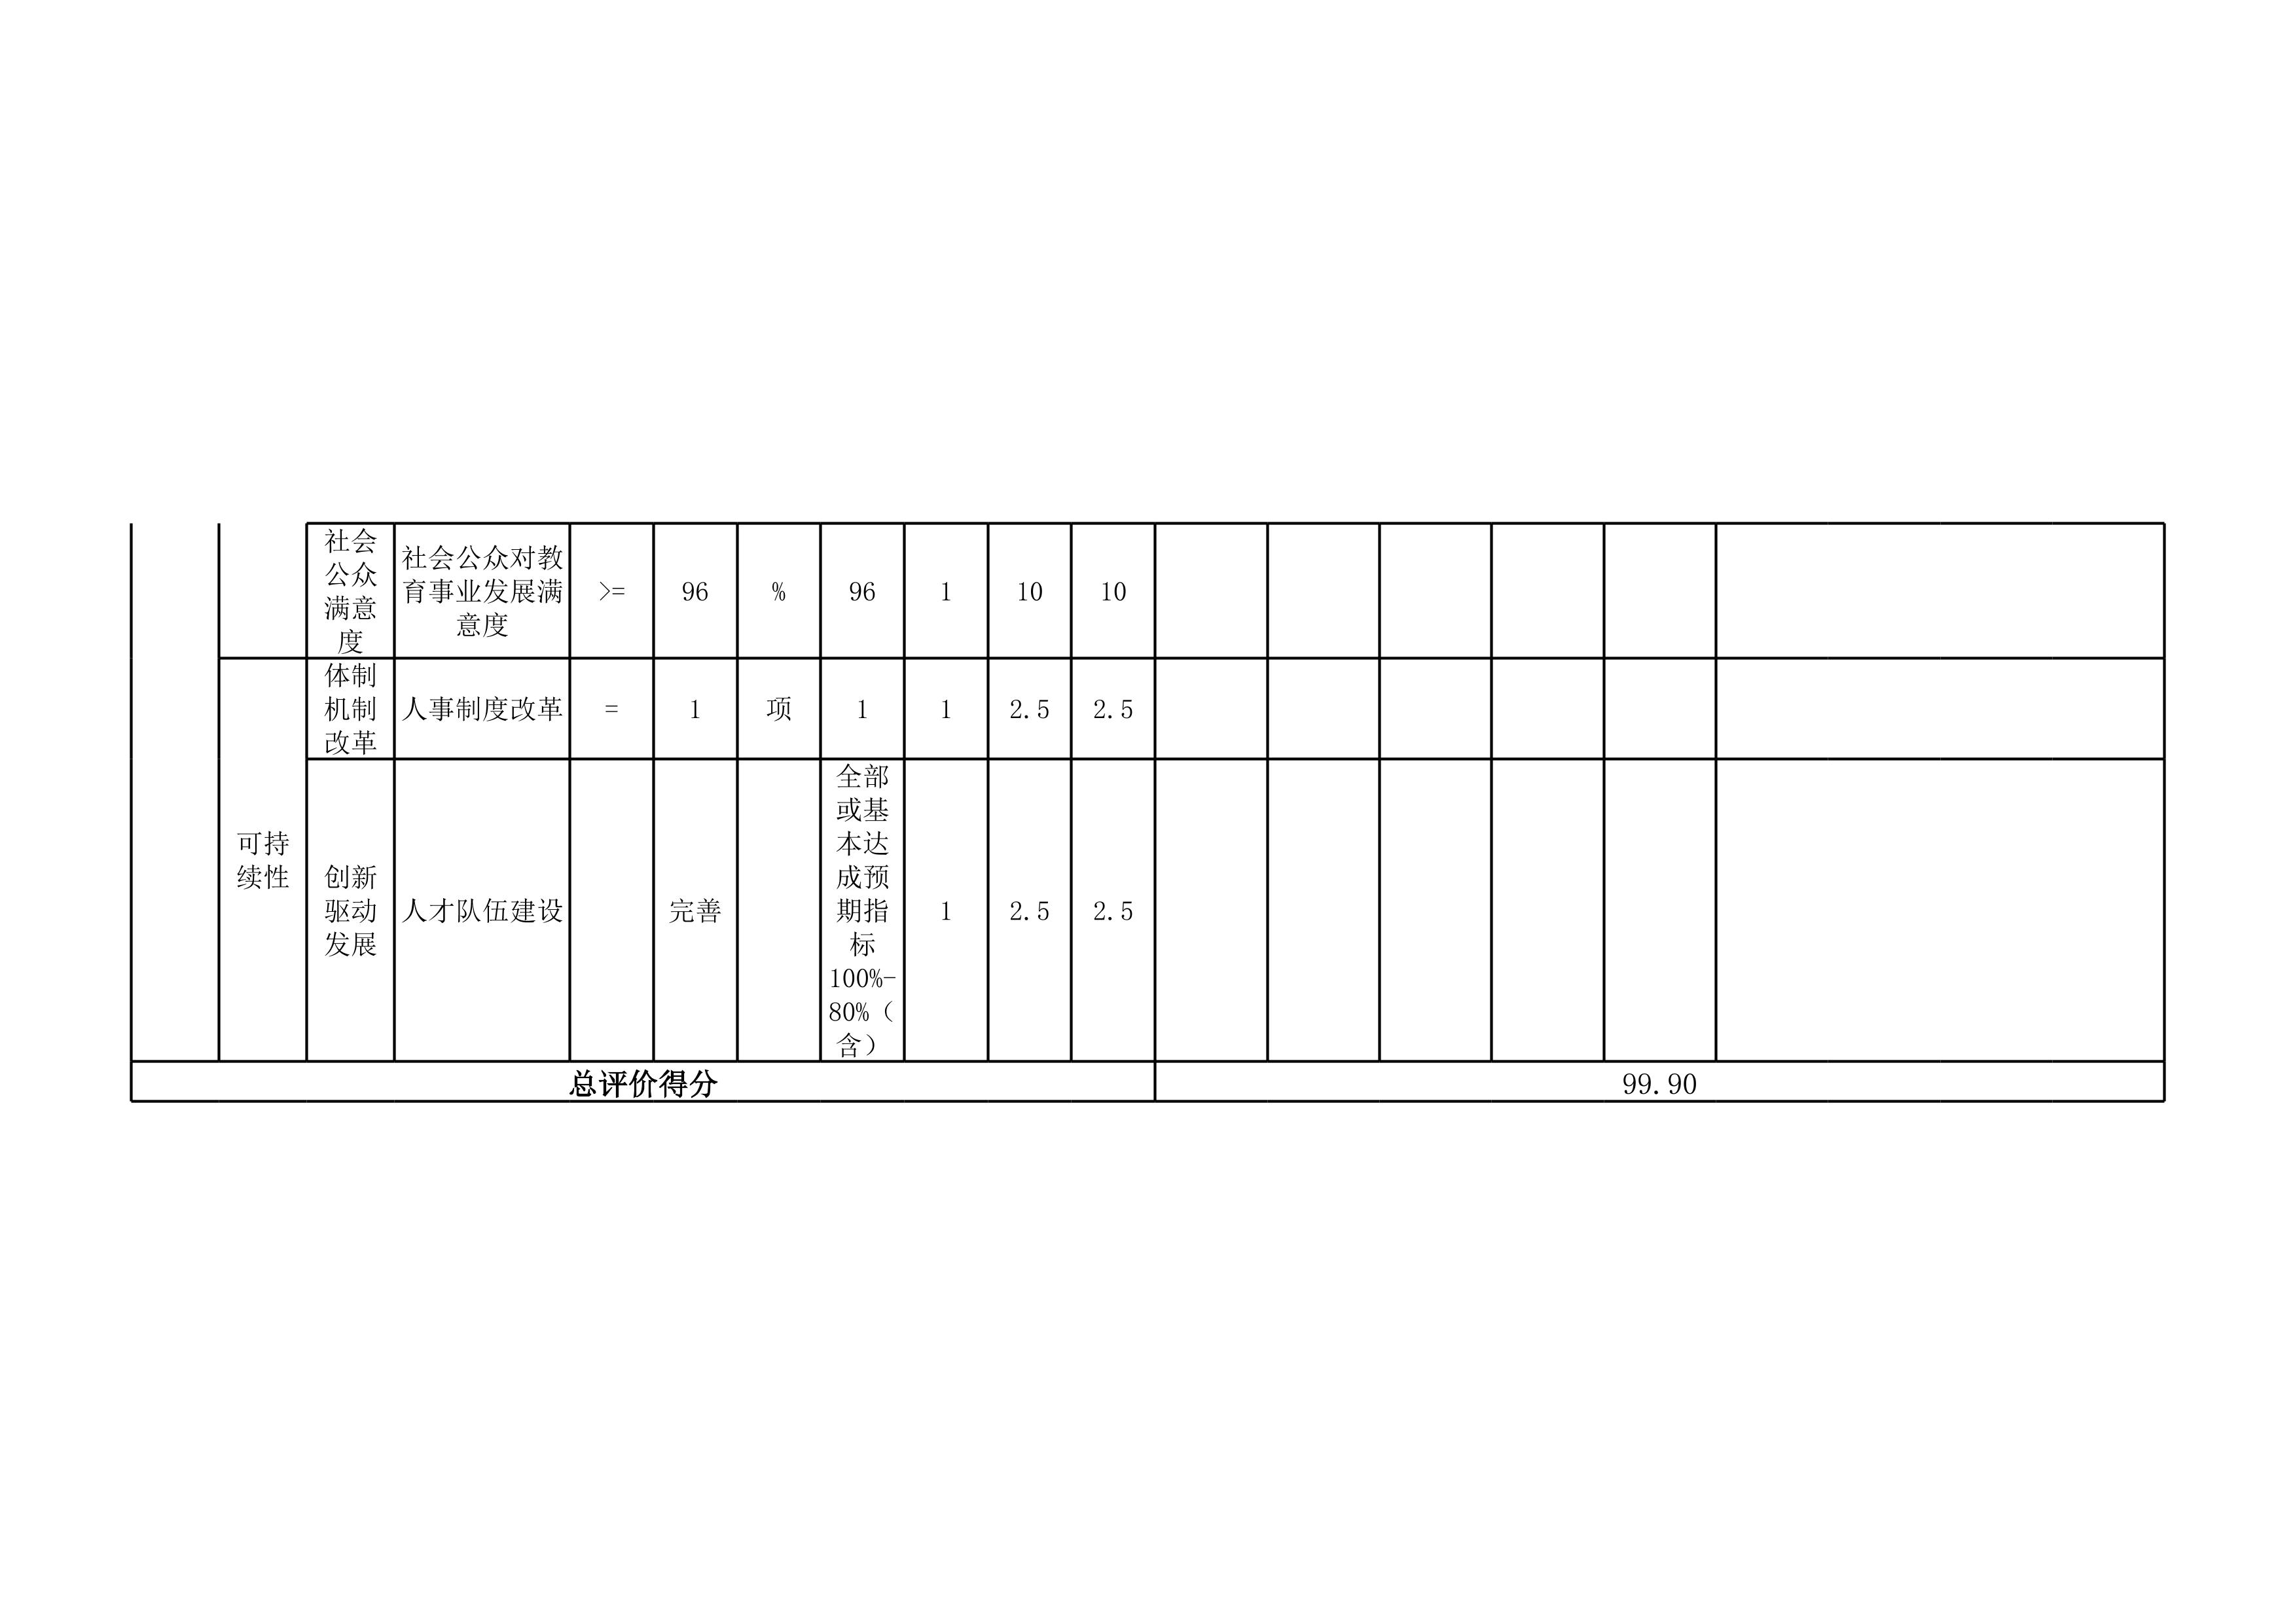 社会
公众
满意
度
社会公众对教
育事业发展满
意度
>=
96
%
96
1
10
10
可持
续性
体制
机制
改革
人事制度改革
=
1
项
1
1
2.5
2.5
创新
驱动
发展
人才队伍建设
完善
全部
或基
本达
成预
期指
标
100%-
80%（
含）
1
2.5
2.5
总评价得分
99.90